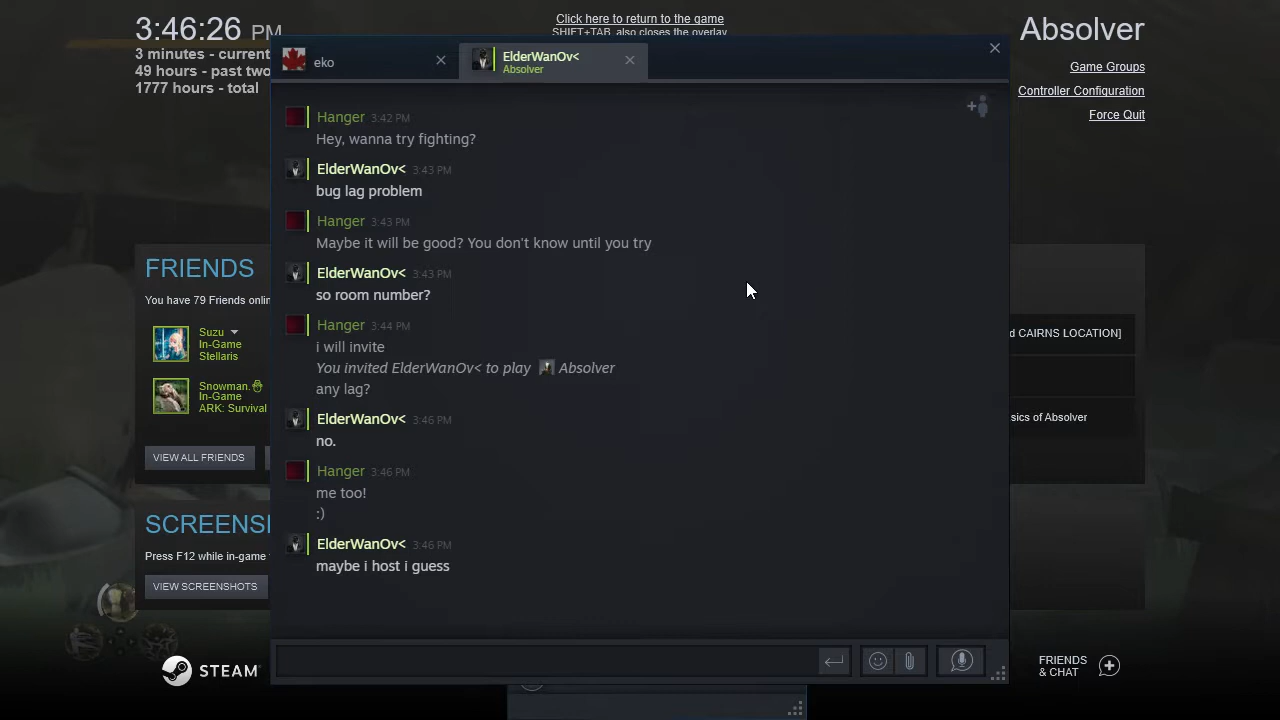 3:46:26 PM
3 minutes - current
49 hours - past two
1777 hours - total
Click here to return to the game
SHIFT+TAB also closes the overlay
Absolver
Game Groups
Controller Configuration
Force Quit
eko
ElderWanOv<
Absolver
Hanger 3:42 PM
Hey, wanna try fighting?
ElderWanOv< 3:43 PM
bug lag problem
Hanger 3:43 PM
Maybe it will be good? You don't know until you try
ElderWanOv< 3:43 PM
so room number?
Hanger 3:44 PM
i will invite
You invited ElderWanOv< to play Absolver
any lag?
ElderWanOv< 3:46 PM
no.
Hanger 3:46 PM
me too!
:)
ElderWanOv< 3:46 PM
maybe i host i guess
FRIENDS
You have 79 Friends onlin
Suzu
In-Game
Stellaris
Snowman.
In-Game
ARK: Survival
VIEW ALL FRIENDS
SCREENS
Press F12 while in-game
VIEW SCREENSHOTS
d CAIRNS LOCATION]
sics of Absolver
STEAM
FRIENDS
& CHAT